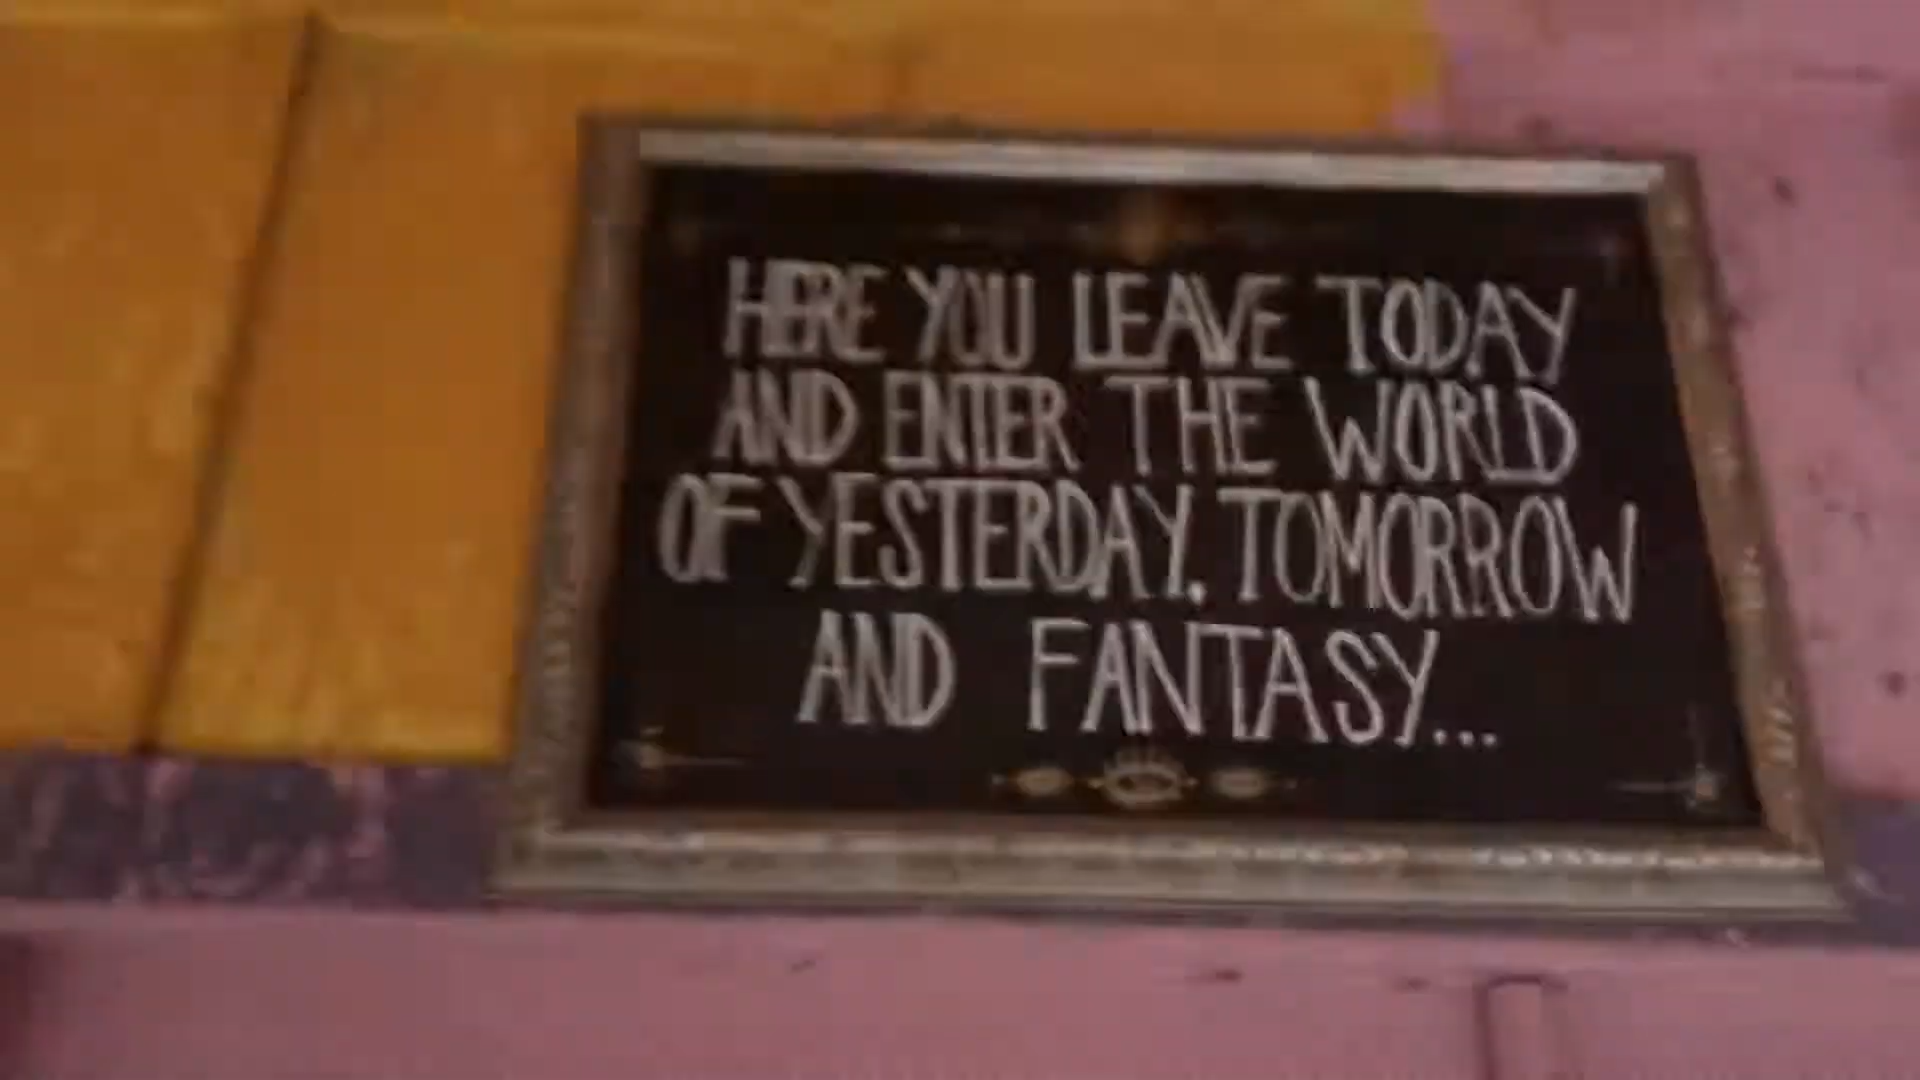 HERE YOU LEAVE TODAY
AND ENTER THE WORLD
OF YESTERDAY, TOMORROW
AND FANTASY...